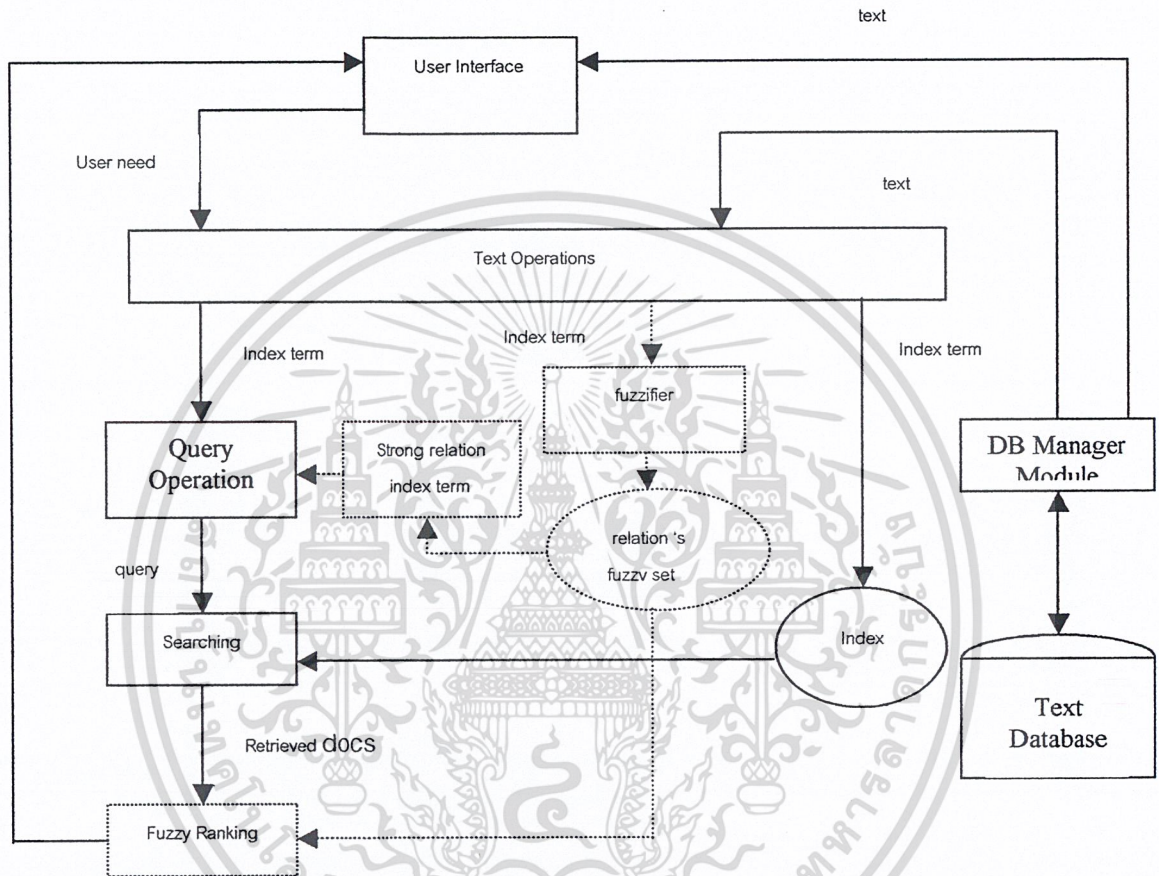 text
User Interface
User need
text
Text Operations
Index term
Index term
Index term
fuzzifier
Query
Operation
Strong relation
index term
DB Manager
Module
relation 's
fuzzy set
query
Searching
Index
Text
Database
Retrieved docs
Fuzzy Ranking